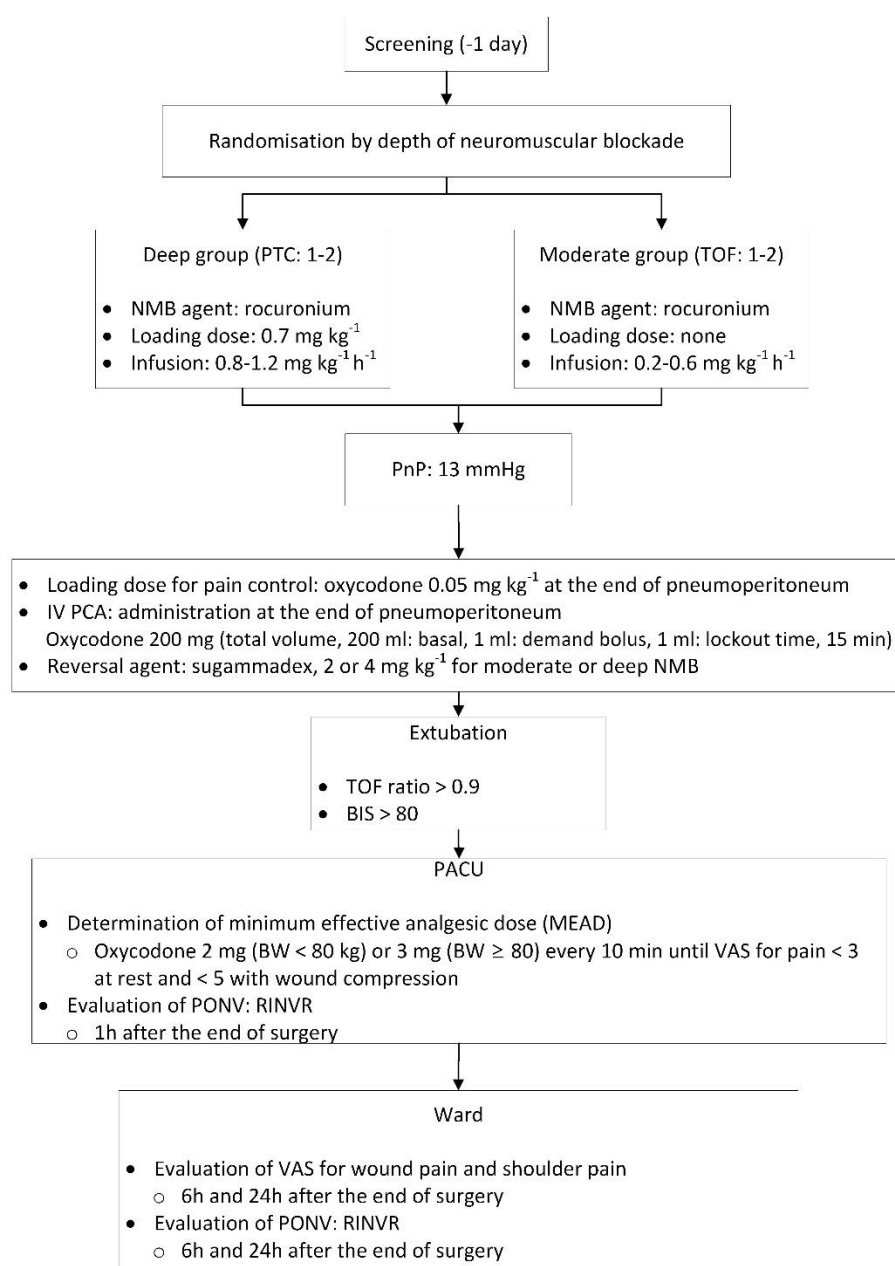 Screening (-1 day)
Randomisation by depth of neuromuscular blockade
Deep group (PTC: 1-2)
• NMB agent: rocuronium
• Loading dose: 0.7 mg kg⁻¹
• Infusion: 0.8-1.2 mg kg⁻¹ h⁻¹
Moderate group (TOF: 1-2)
• NMB agent: rocuronium
• Loading dose: none
• Infusion: 0.2-0.6 mg kg⁻¹ h⁻¹
PnP: 13 mmHg
• Loading dose for pain control: oxycodone 0.05 mg kg⁻¹ at the end of pneumoperitoneum
• IV PCA: administration at the end of pneumoperitoneum
Oxycodone 200 mg (total volume, 200 ml: basal, 1 ml: demand bolus, 1 ml: lockout time, 15 min)
• Reversal agent: sugammadex, 2 or 4 mg kg⁻¹ for moderate or deep NMB
Extubation
• TOF ratio > 0.9
• BIS > 80
PACU
• Determination of minimum effective analgesic dose (MEAD)
○ Oxycodone 2 mg (BW < 80 kg) or 3 mg (BW ≥ 80) every 10 min until VAS for pain < 3
at rest and < 5 with wound compression
• Evaluation of PONV: RINVR
○ 1h after the end of surgery
Ward
• Evaluation of VAS for wound pain and shoulder pain
○ 6h and 24h after the end of surgery
• Evaluation of PONV: RINVR
○ 6h and 24h after the end of surgery